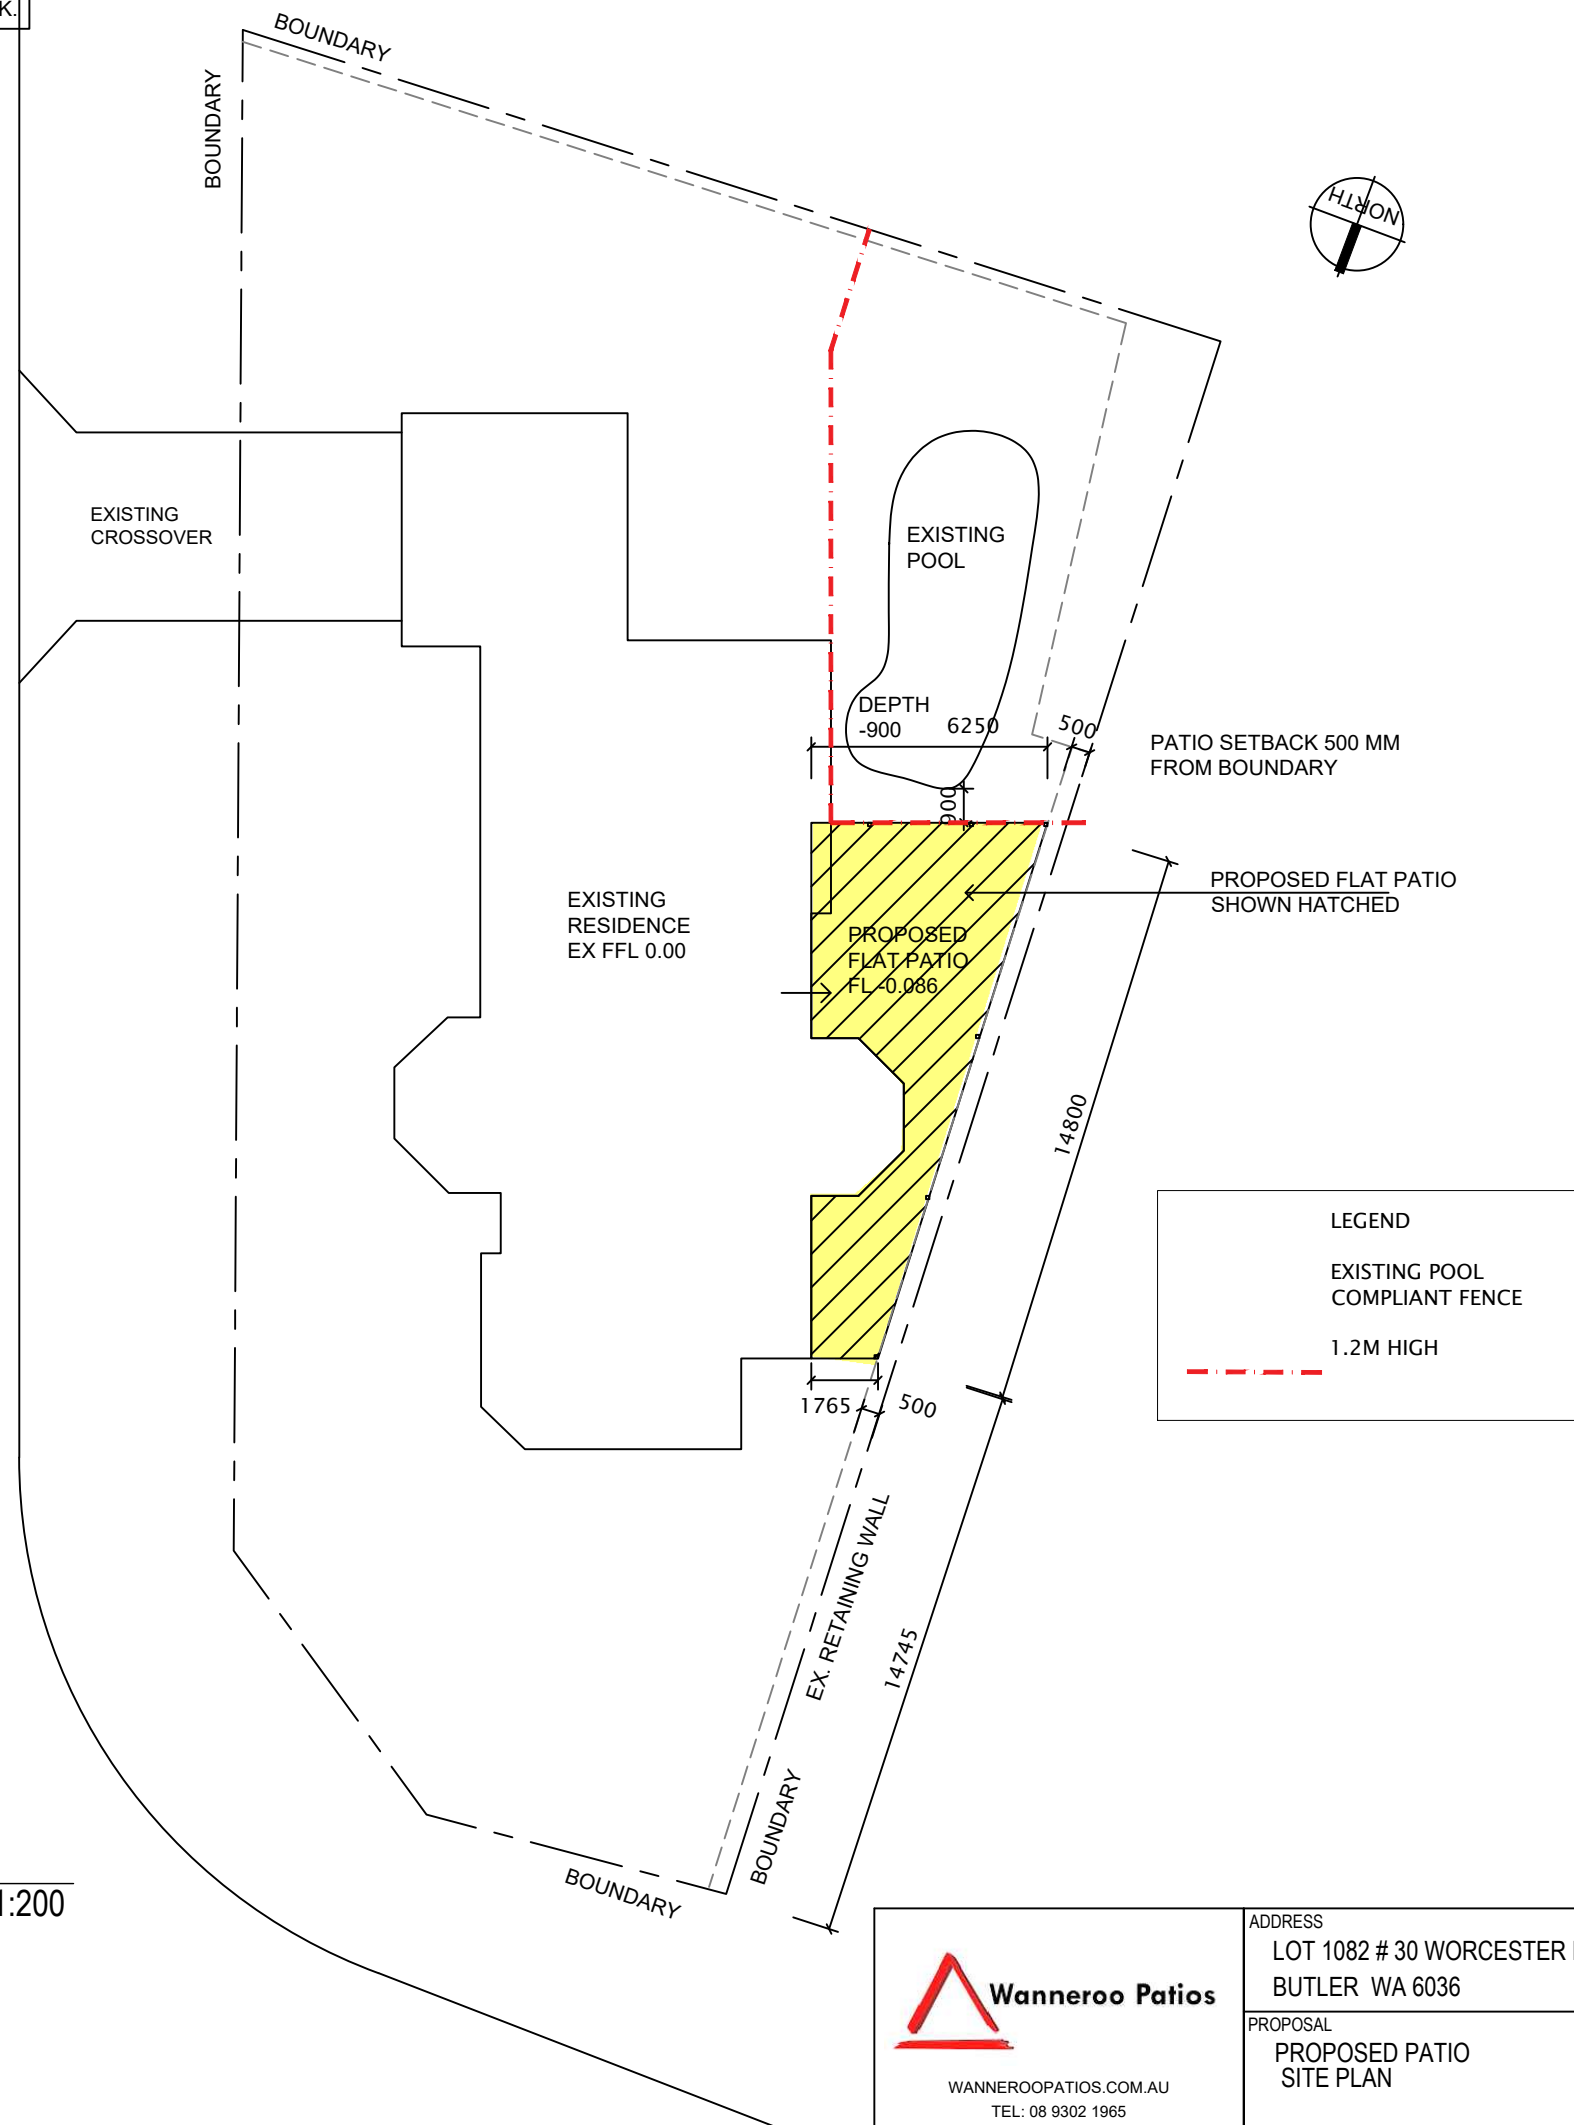 K.
BOUNDARY
BOUNDARY
NORTH
EXISTING
CROSSOVER
EXISTING
POOL
DEPTH
-900
6250
500
PATIO SETBACK 500 MM
FROM BOUNDARY
900
PROPOSED FLAT PATIO
SHOWN HATCHED
EXISTING
RESIDENCE
EX FFL 0.00
PROPOSED
FLAT PATIO
FL -0.086
14800
LEGEND
EXISTING POOL
COMPLIANT FENCE
1.2M HIGH
1765
500
EX. RETAINING WALL
14745
BOUNDARY
BOUNDARY
1:200
Wanneroo Patios
WANNEROOPATIOS.COM.AU
TEL: 08 9302 1965
ADDRESS
LOT 1082 # 30 WORCESTER
BUTLER WA 6036
PROPOSAL
PROPOSED PATIO
SITE PLAN